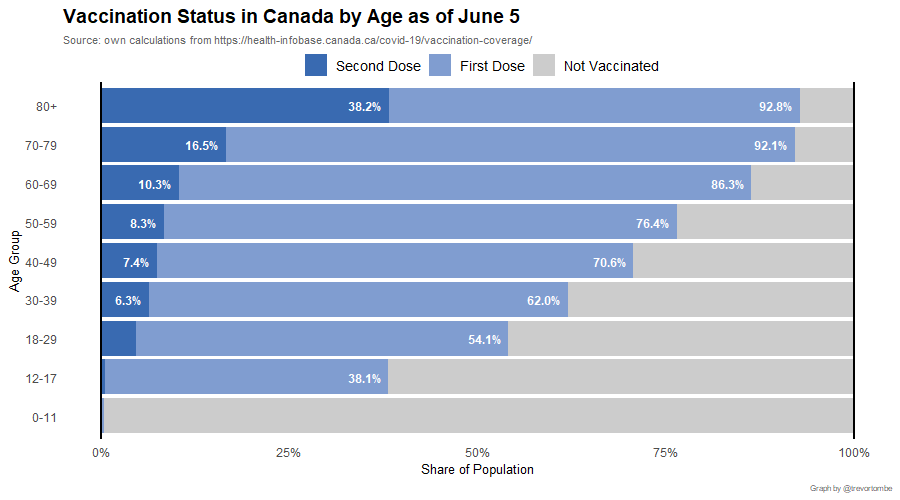 Vaccination Status in Canada by Age as of June 5
Source: own calculations from https://health-infobase.canada.ca/covid-19/vaccination-coverage/
Second Dose First Dose Not Vaccinated
80+ 38.2% 92.8%
70-79 16.5% 92.1%
60-69 10.3% 86.3%
50-59 8.3% 76.4%
Age Group
40-49 7.4% 70.6%
30-39 6.3% 62.0%
18-29 54.1%
12-17 38.1%
0-11
0% 25% 50% 75% 100%
Share of Population
Graph by @trevortombe